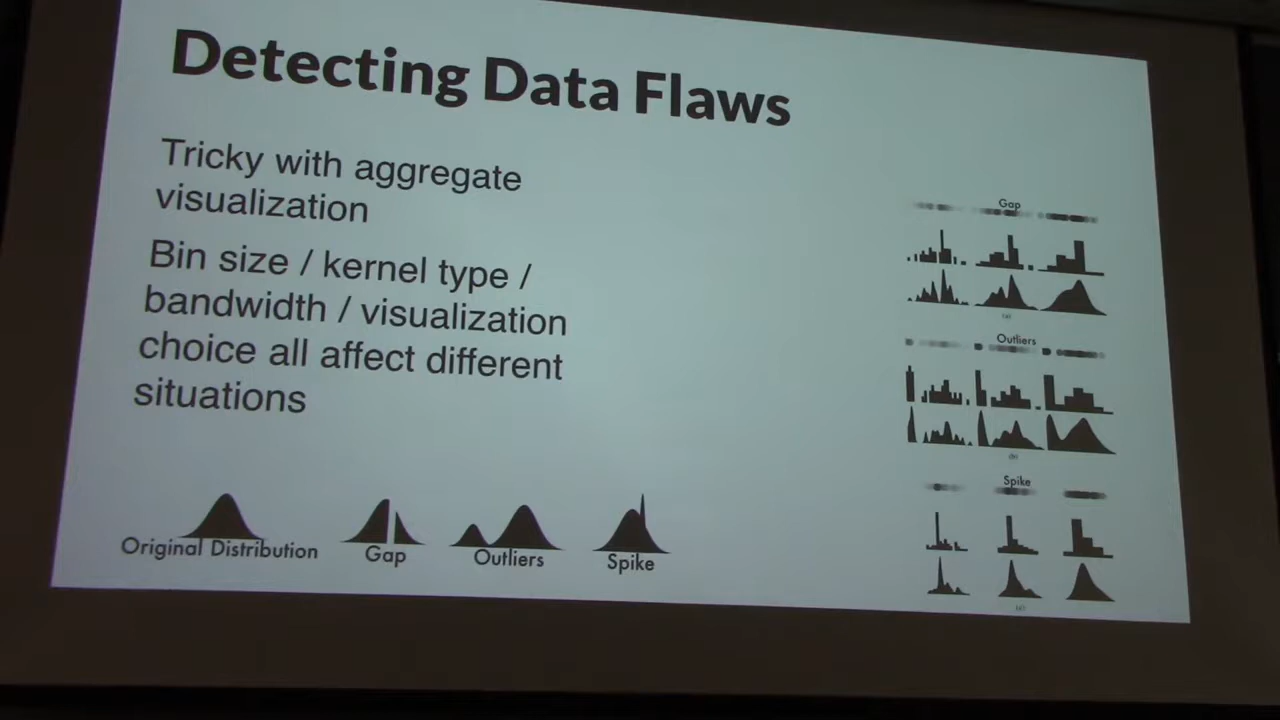 Detecting Data Flaws
Tricky with aggregate
visualization
Bin size / kernel type /
bandwidth / visualization
choice all affect different
situations
Original Distribution
Gap
Outliers
Spike
Gap
Outliers
Spike